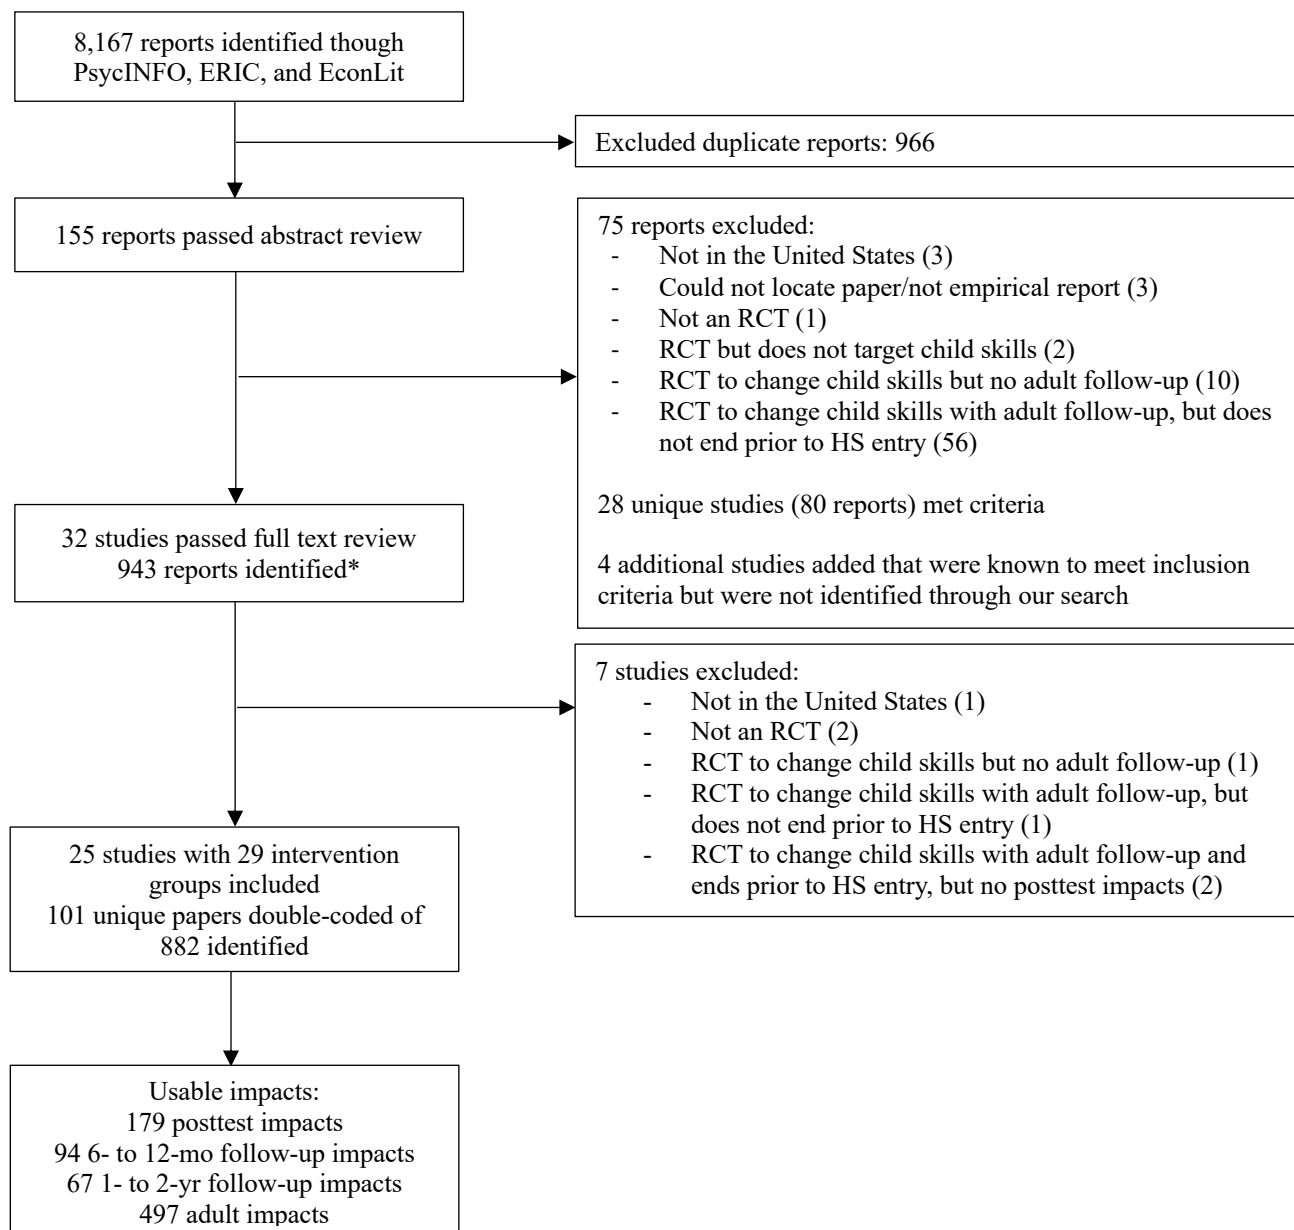 8,167 reports identified though
PsycINFO, ERIC, and EconLit
Excluded duplicate reports: 966
155 reports passed abstract review
75 reports excluded:
- Not in the United States (3)
- Could not locate paper/not empirical report (3)
- Not an RCT (1)
- RCT but does not target child skills (2)
- RCT to change child skills but no adult follow-up (10)
- RCT to change child skills with adult follow-up, but does
not end prior to HS entry (56)
28 unique studies (80 reports) met criteria
4 additional studies added that were known to meet inclusion
criteria but were not identified through our search
32 studies passed full text review
943 reports identified*
7 studies excluded:
- Not in the United States (1)
- Not an RCT (2)
- RCT to change child skills but no adult follow-up (1)
- RCT to change child skills with adult follow-up, but
does not end prior to HS entry (1)
- RCT to change child skills with adult follow-up and
ends prior to HS entry, but no posttest impacts (2)
25 studies with 29 intervention
groups included
101 unique papers double-coded of
882 identified
Usable impacts:
179 posttest impacts
94 6- to 12-mo follow-up impacts
67 1- to 2-yr follow-up impacts
497 adult impacts